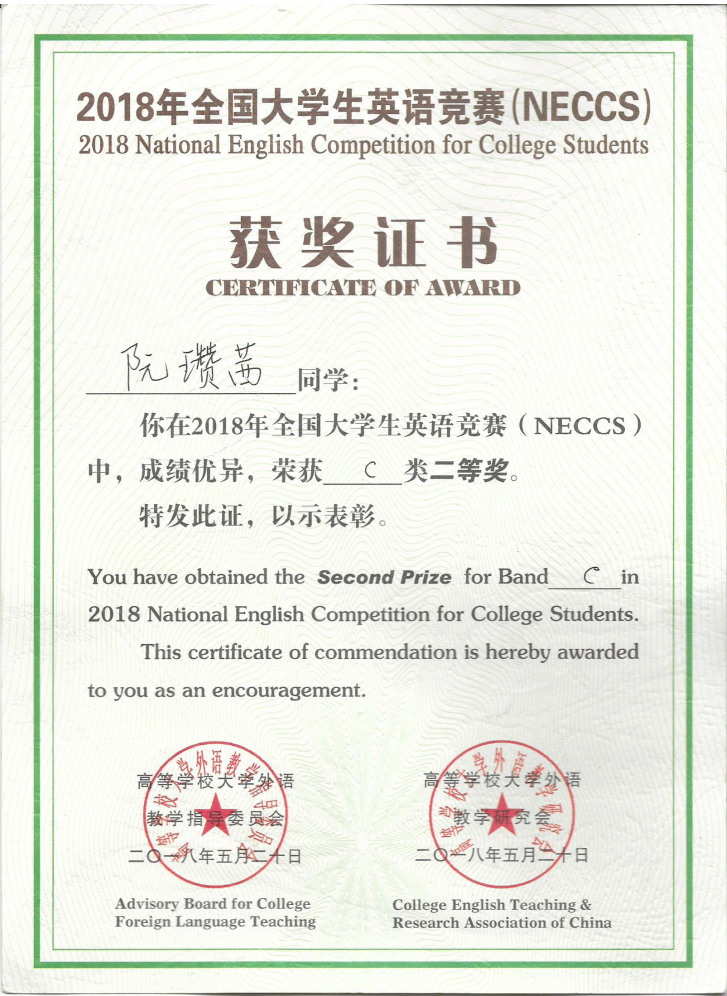 2018年全国大学生英语竞赛(NECCS)
2018 National English Competition for College Students
获奖证书
CERTIFICATE OF AWARD
阮瓒茜 同学：
你在2018年全国大学生英语竞赛（NECCS）
中，成绩优异，荣获 C 类二等奖。
特发此证，以示表彰。
You have obtained the Second Prize for Band C in
2018 National English Competition for College Students.
This certificate of commendation is hereby awarded
to you as an encouragement.
高等学校大学外语
教学指导委员会
二〇一八年五月二十日
Advisory Board for College
Foreign Language Teaching
高等学校大学外语
教学研究会
二〇一八年五月二十日
College English Teaching &
Research Association of China